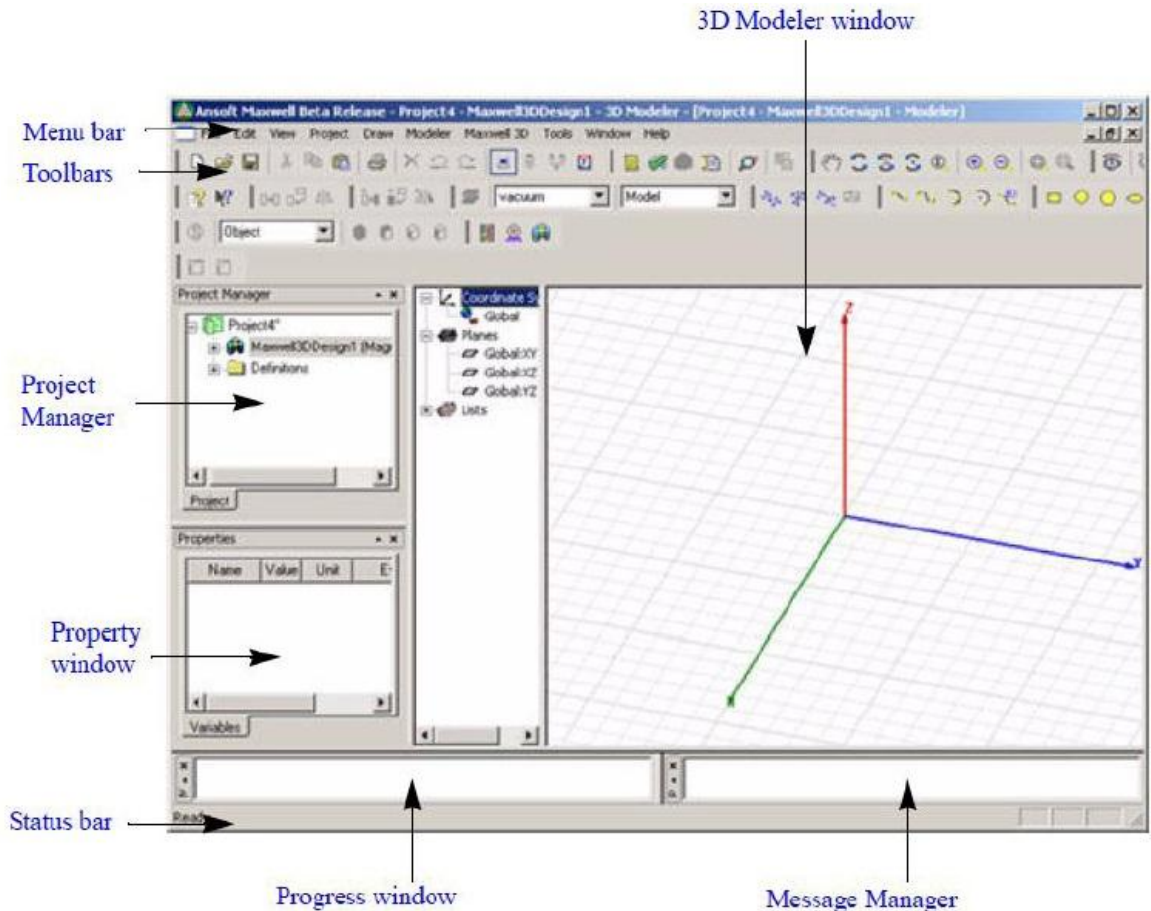 3D Modeler window
Ansoft Maxwell Beta Release - Project4 - Maxwell3DDesign1 - 3D Modeler - [Project4 - Maxwell3DDesign1 - Modeler]
Menu bar
Edit View Project Draw Modeler Maxwell 3D Tools Window Help
Toolbars
vacuum Model
Object
Project Manager
Coordinate Sy
Global
Project4*
Planes
Maxwell3DDesign1 (Mag
Global:XY
Definitions
Global:XZ
Global:YZ
Lists
Project
Manager
Project
Z
Y
X
Properties
Name Value Unit E
Property
window
Variables
Status bar
Progress window
Message Manager